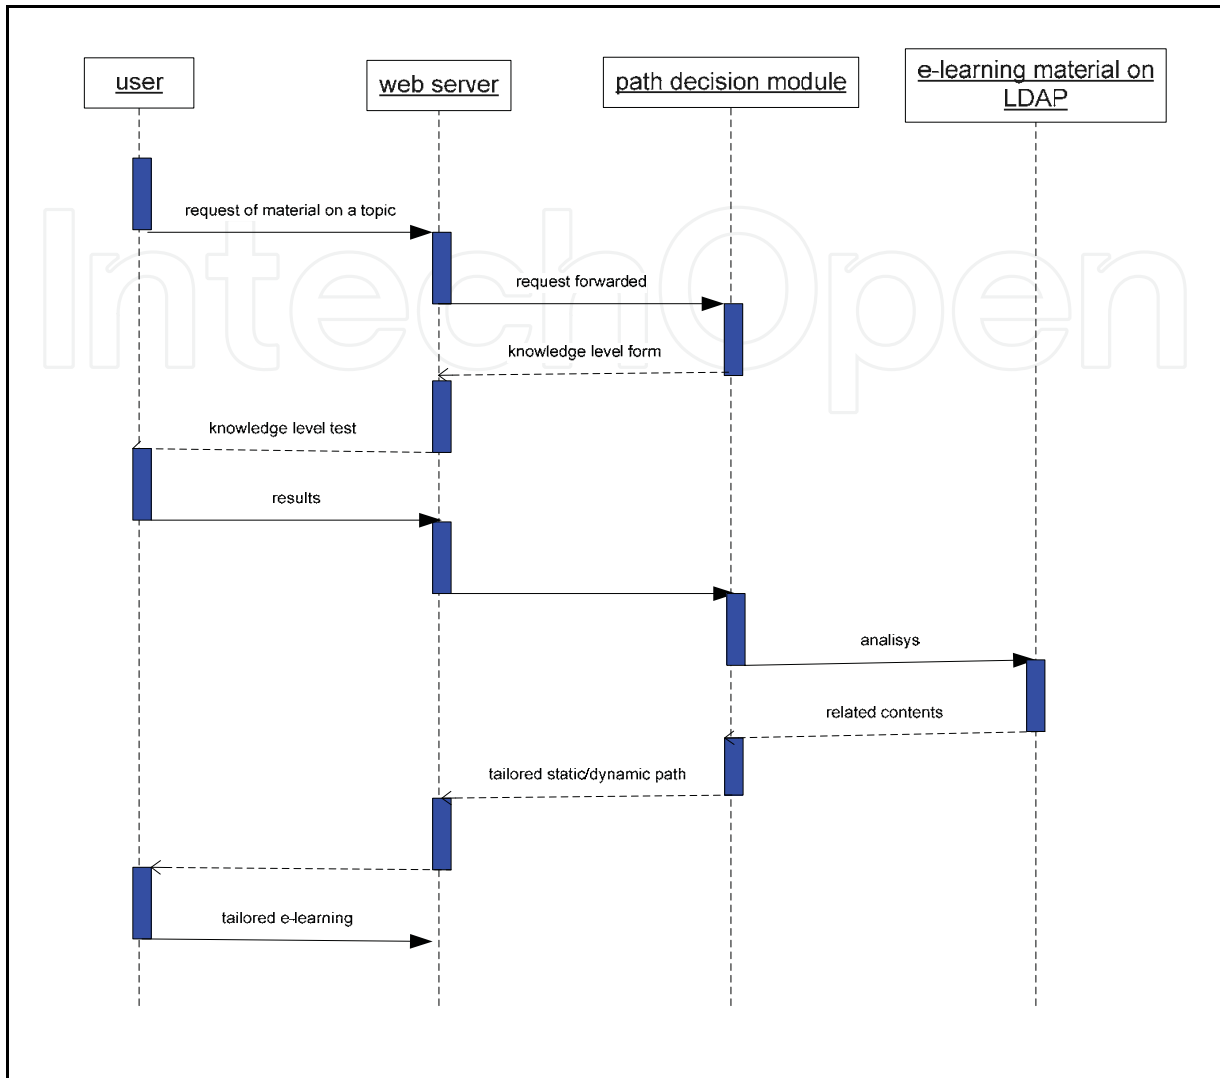 user
web server
path decision module
e-learning material on
LDAP
request of material on a topic
IntechOpen
request forwarded
knowledge level form
knowledge level test
results
analisys
related contents
tailored static/dynamic path
tailored e-learning